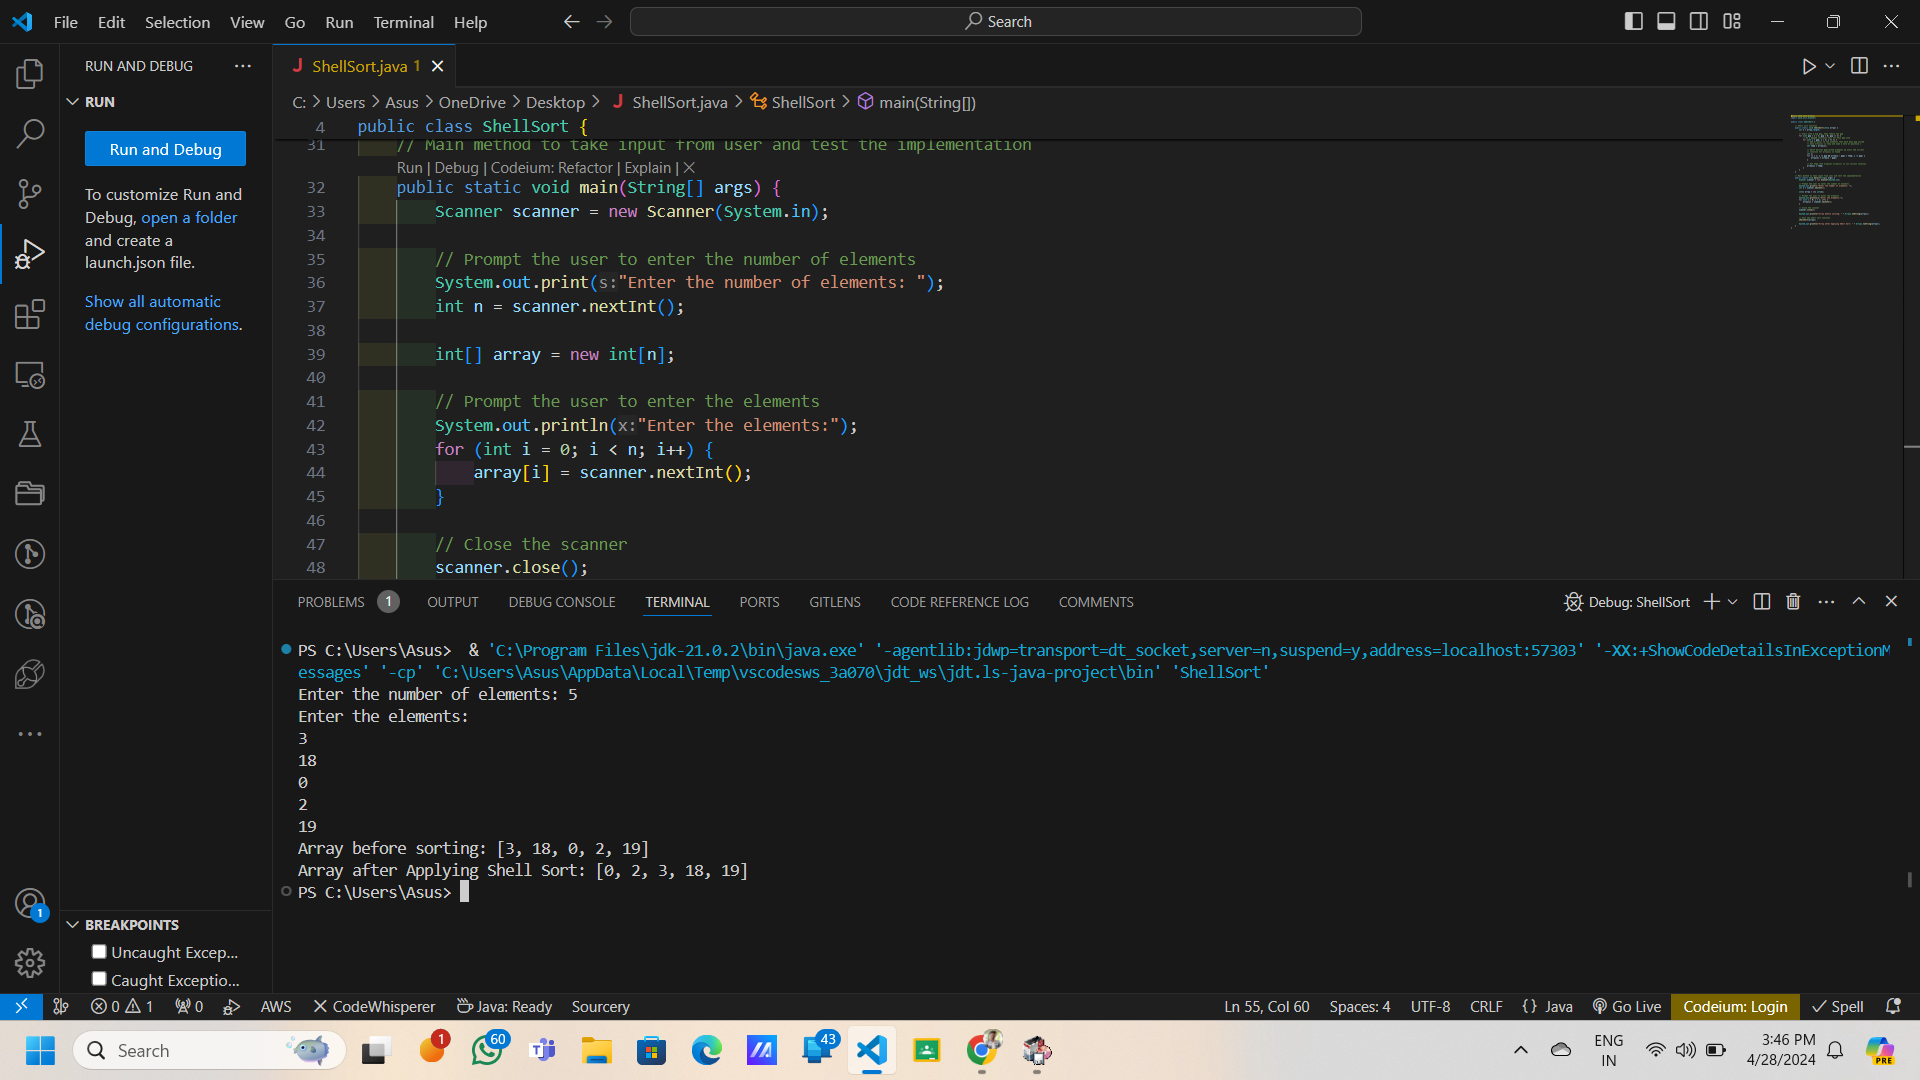 File Edit Selection View Go Run Terminal Help
Search
RUN AND DEBUG
RUN
Run and Debug
To customize Run and
Debug, open a folder
and create a
launch.json file.
Show all automatic
debug configurations.
BREAKPOINTS
Uncaught Excep...
Caught Exceptio...
J ShellSort.java 1
C: > Users > Asus > OneDrive > Desktop > J ShellSort.java > ShellSort > main(String[])
4 public class ShellSort {
31 // Main method to take input from user and test the implementation
Run | Debug | Codeium: Refactor | Explain | X
32 public static void main(String[] args) {
33 Scanner scanner = new Scanner(System.in);
34
35 // Prompt the user to enter the number of elements
36 System.out.print(s:"Enter the number of elements: ");
37 int n = scanner.nextInt();
38
39 int[] array = new int[n];
40
41 // Prompt the user to enter the elements
42 System.out.println(x:"Enter the elements:");
43 for (int i = 0; i < n; i++) {
44 array[i] = scanner.nextInt();
45 }
46
47 // Close the scanner
48 scanner.close();
PROBLEMS 1 OUTPUT DEBUG CONSOLE TERMINAL PORTS GITLENS CODE REFERENCE LOG COMMENTS
Debug: ShellSort
PS C:\Users\Asus> & 'C:\Program Files\jdk-21.0.2\bin\java.exe' '-agentlib:jdwp=transport=dt_socket,server=n,suspend=y,address=localhost:57303' '-XX:+ShowCodeDetailsInExceptionM
essages' '-cp' 'C:\Users\Asus\AppData\Local\Temp\vscodesws_3a070\jdt_ws\jdt.ls-java-project\bin' 'ShellSort'
Enter the number of elements: 5
Enter the elements:
3
18
0
2
19
Array before sorting: [3, 18, 0, 2, 19]
Array after Applying Shell Sort: [0, 2, 3, 18, 19]
PS C:\Users\Asus>
1
0 1 0 AWS CodeWhisperer Java: Ready Sourcery
Ln 55, Col 60 Spaces: 4 UTF-8 CRLF {} Java Go Live Codeium: Login Spell
Search
1
60
43
ENG
IN
3:46 PM
4/28/2024
PRE